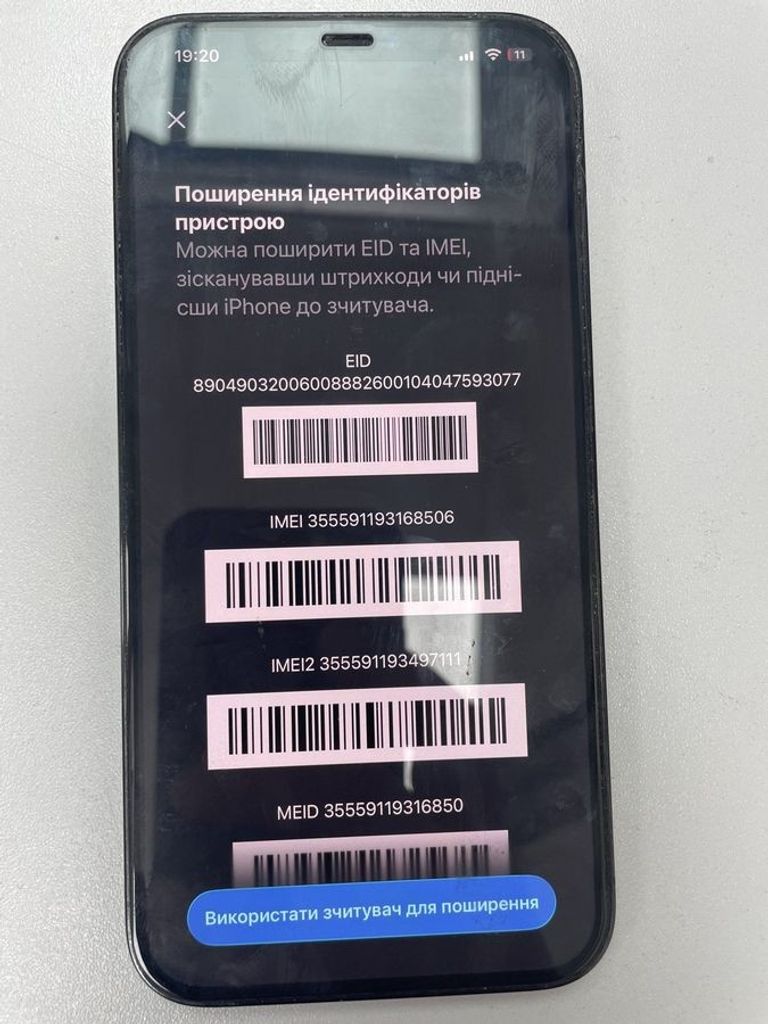 19:20
11
Поширення ідентифікаторів
пристрою
Можна поширити EID та IMEI,
зісканувавши штрихкоди чи підні-
сши iPhone до зчитувача.
EID
89049032006008882600104047593077
IMEI 355591193168506
IMEI2 355591193497111
MEID 35559119316850
Використати зчитувач для поширення